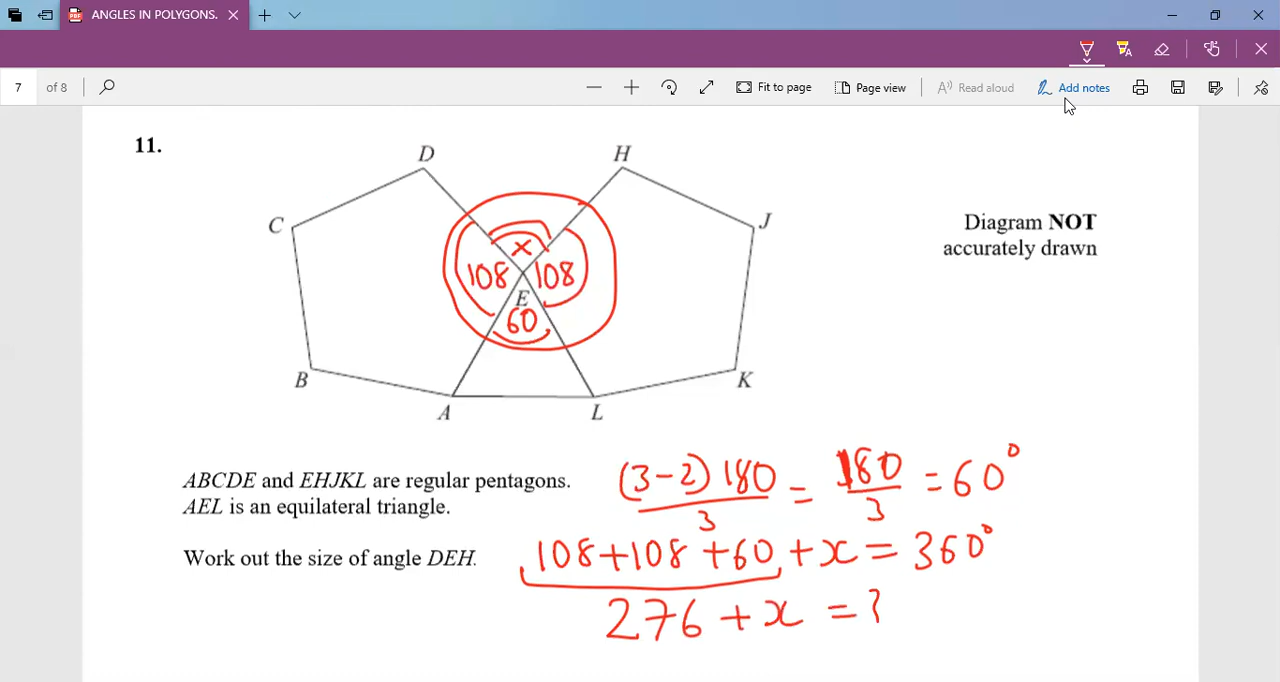 ANGLES IN POLYGONS.
7 of 8
Fit to page
Page view
Read aloud
Add notes
11.
D
H
C
J
x
108
108
E
60
B
K
A
L
Diagram NOT
accurately drawn
ABCDE and EHJKL are regular pentagons.
AEL is an equilateral triangle.
Work out the size of angle DEH.
(3-2) 180 / 3 = 180 / 3 = 60°
108+108+60+x=360°
276+x=3